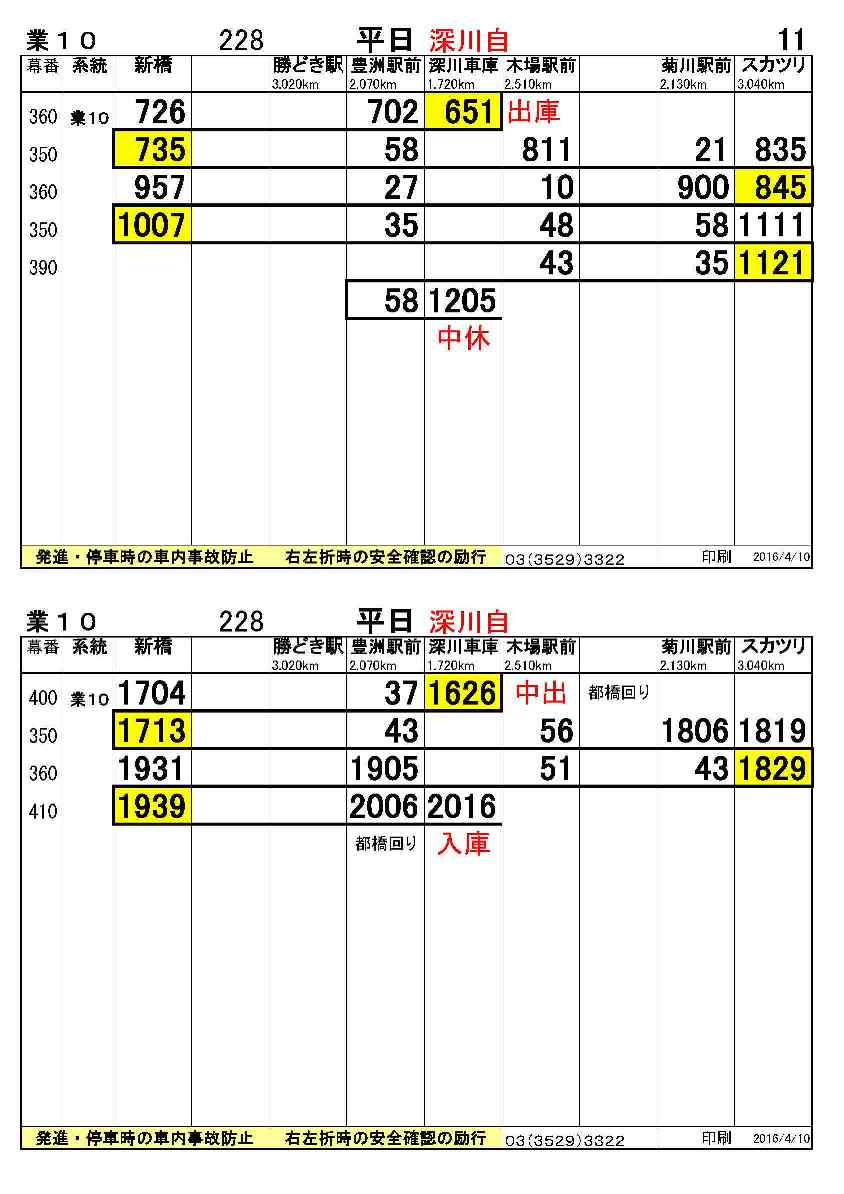 業10 228 平日 深川自 11
幕番 系統 新橋 勝どき駅 豊洲駅前 深川車庫 木場駅前 菊川駅前 スカツリ
3.020km 2.070km 1.720km 2.510km 2.130km 3.040km
360 業10 726 702 651 出庫
350 735 58 811 21 835
360 957 27 10 900 845
350 1007 35 48 58 1111
390 43 35 1121
58 1205
中休
発進・停車時の車内事故防止 右左折時の安全確認の励行 03(3529)3322 印刷 2016/4/10
業10 228 平日 深川自
幕番 系統 新橋 勝どき駅 豊洲駅前 深川車庫 木場駅前 菊川駅前 スカツリ
3.020km 2.070km 1.720km 2.510km 2.130km 3.040km
400 業10 1704 37 1626 中出 都橋回り
350 1713 43 56 1806 1819
360 1931 1905 51 43 1829
410 1939 2006 2016
都橋回り 入庫
発進・停車時の車内事故防止 右左折時の安全確認の励行 03(3529)3322 印刷 2016/4/10